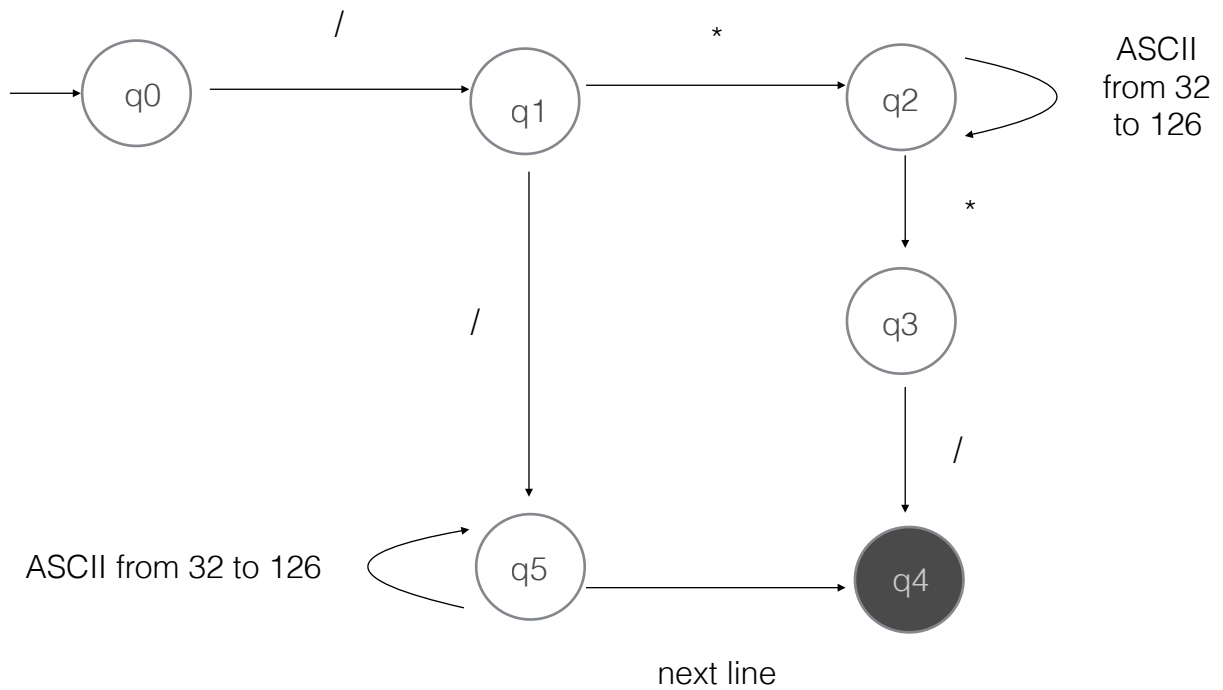 /
*
q0
q1
q2
ASCII
from 32
to 126
*
/
q3
/
ASCII from 32 to 126
q5
q4
next line